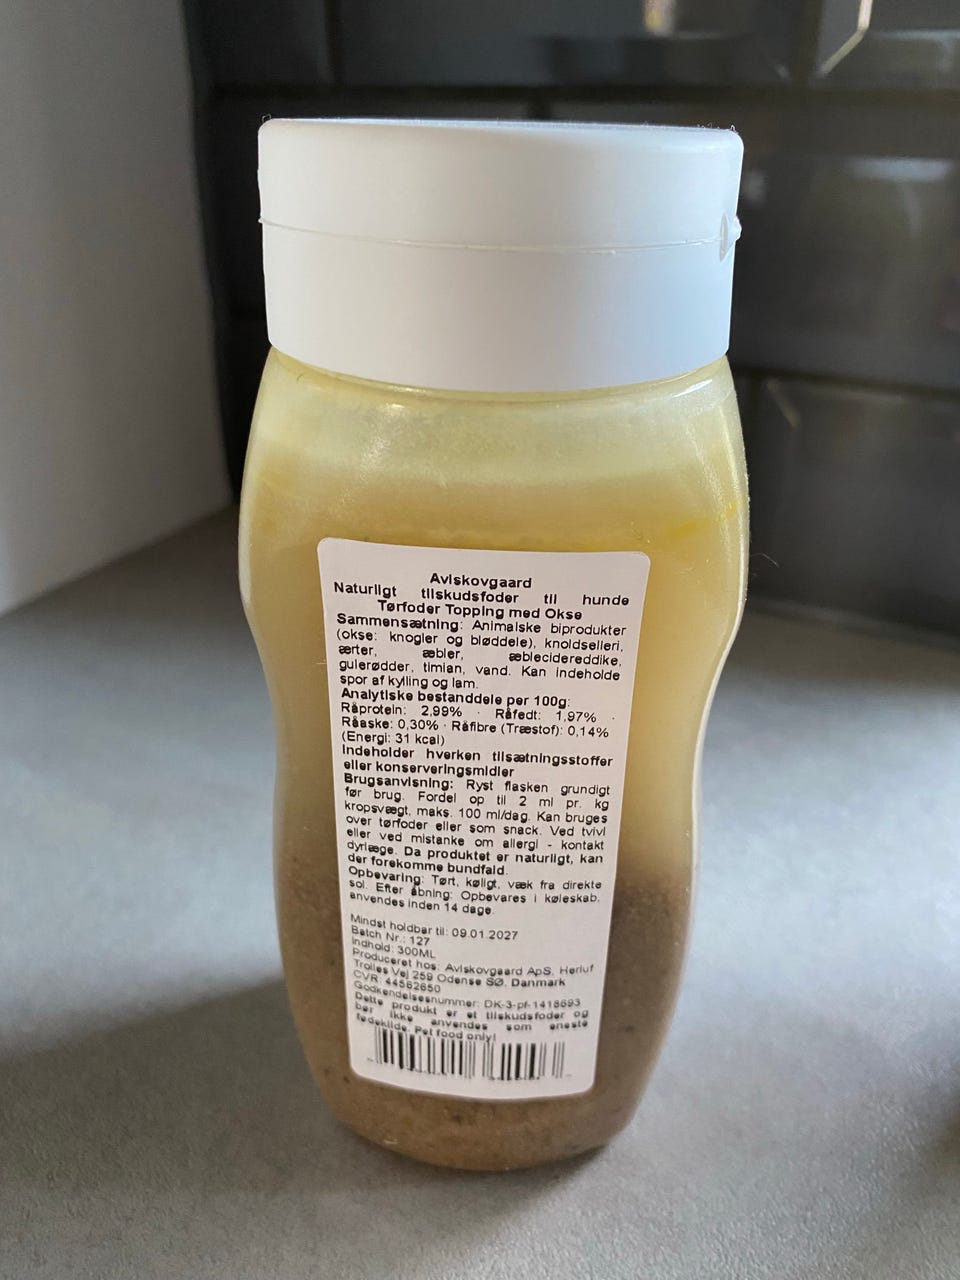 Avlskovgaard
Naturligt tilskudsfoder til hunde
Tørfoder Topping med Okse
Sammensætning: Animalske biprodukter
(okse: knogler og bløddele), knoldselleri,
ærter, æbler, æblecidereddike,
gulerødder, timian, vand. Kan indeholde
spor af kylling og lam.
Analytiske bestanddele per 100g:
Råprotein: 2,99% · Råfedt: 1,97% ·
Råaske: 0,30% · Råfibre (Træstof): 0,14%
(Energi: 31 kcal)
Indeholder hverken tilsætningsstoffer
eller konserveringsmidler
Brugsanvisning: Ryst flasken grundigt
før brug. Fordel op til 2 ml pr. kg
kropsvægt, maks. 100 ml/dag. Kan bruges
over tørfoder eller som snack. Ved tvivl
eller ved mistanke om allergi - kontakt
dyrlæge. Da produktet er naturligt, kan
der forekomme bundfald.
Opbevaring: Tørt, køligt, væk fra direkte
sol. Efter åbning: Opbevares i køleskab.
anvendes inden 14 dage.
Mindst holdbar til: 09.01.2027
Batch Nr.: 127
Indhold: 300ML
Produceret hos: Avlskovgaard ApS, Herluf
Trolles Vej 259 Odense SØ, Danmark
CVR: 44562650
Godkendelsesnummer: DK-3-pf-1418693
Dette produkt er et tilskudsfoder og
bør ikke anvendes som eneste
fødekilde. Pet food only!